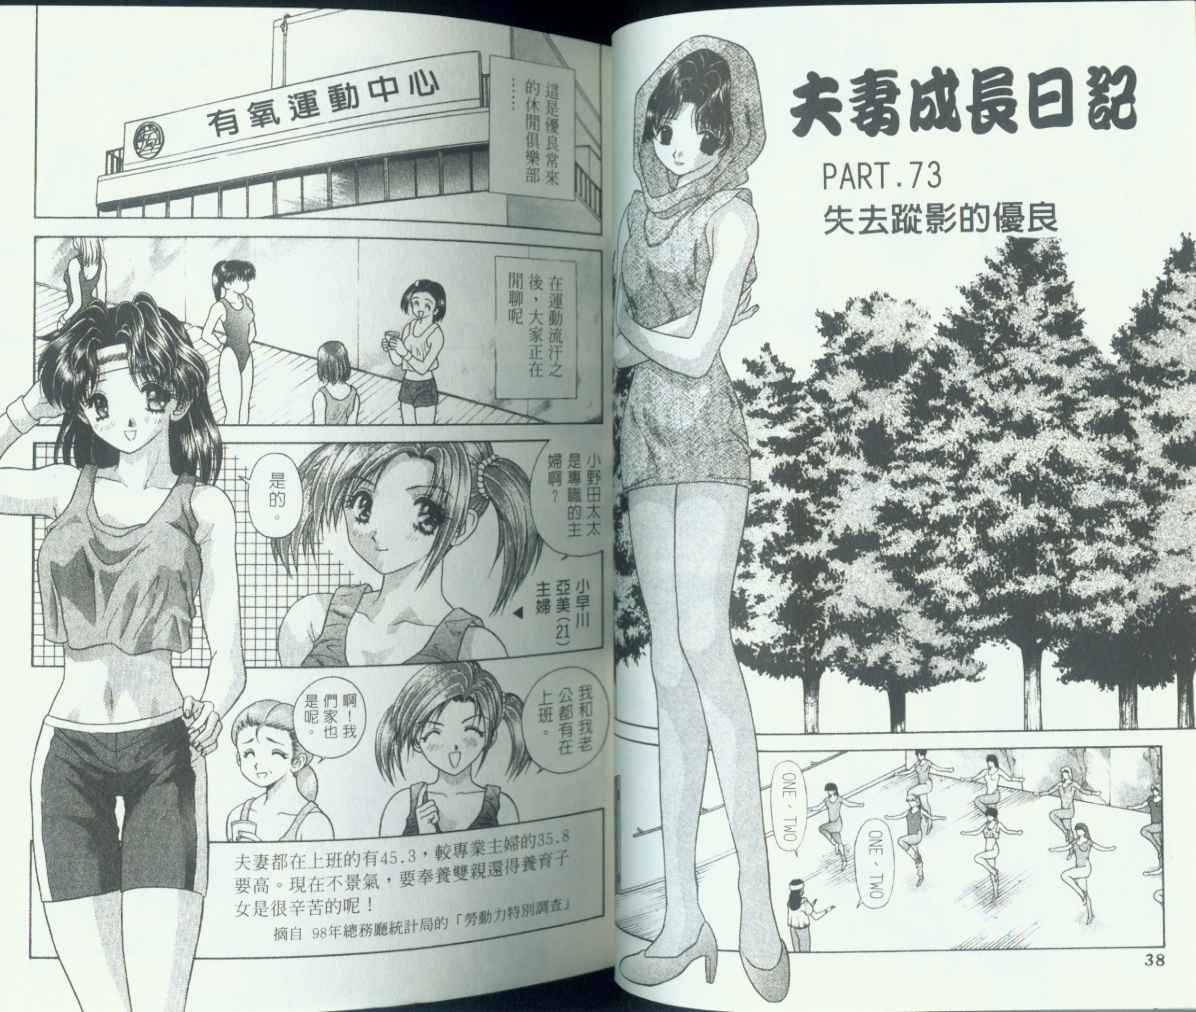 夫妻成長日記
PART.73
失去蹤影的優良
ONE、TWO
ONE、TWO
38
這是優良常來
的休閒俱樂部
……
有氧運動中心
在運動流汗之
後，大家正在
閒聊呢
小野田太太
是專職的主
婦啊？
是的。
小早川
亞美(21)
主婦
我和我老
公都有在
上班。
啊！我
們家也
是呢。
夫妻都在上班的有45.3，較專業主婦的35.8
要高。現在不景氣，要奉養雙親還得養育子
女是很辛苦的呢！
摘自 98年總務廳統計局的「勞動力特別調查」